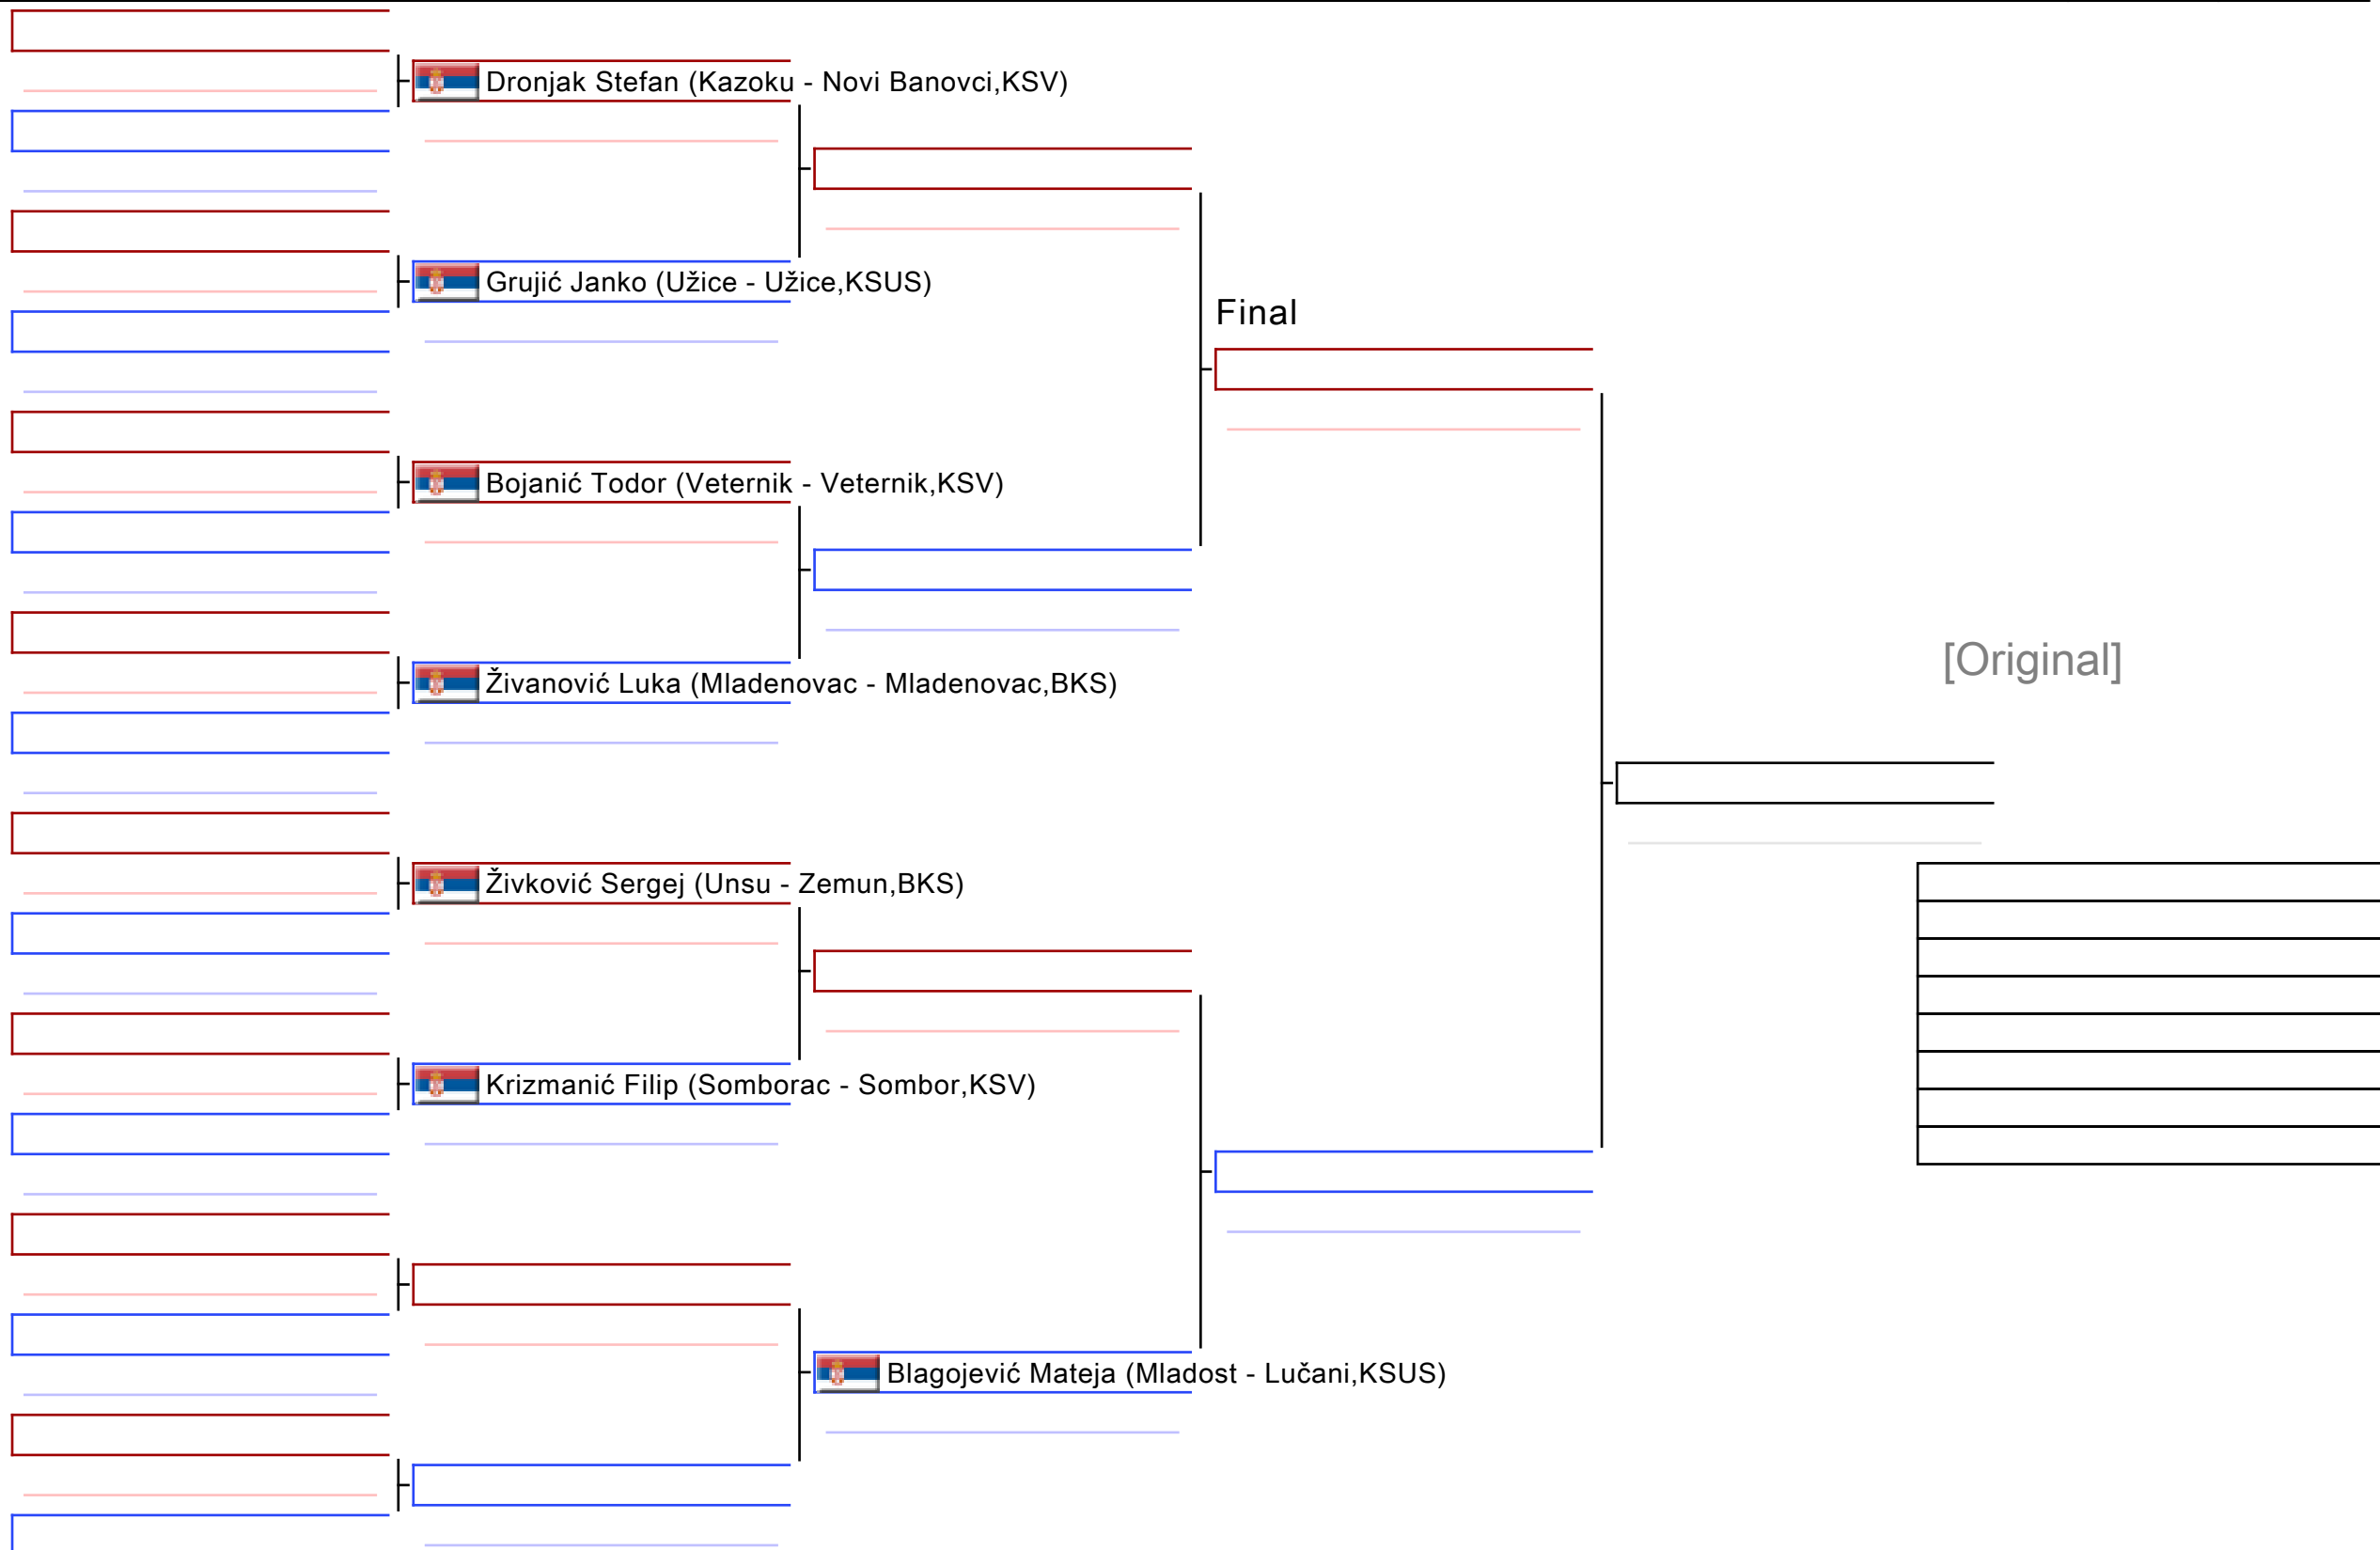 Dronjak Stefan (Kazoku - Novi Banovci,KSV)
Grujić Janko (Užice - Užice,KSUS)
Final
Bojanić Todor (Veternik - Veternik,KSV)
[Original]
Živanović Luka (Mladenovac - Mladenovac,BKS)
Živković Sergej (Unsu - Zemun,BKS)
Krizmanić Filip (Somborac - Sombor,KSV)
Blagojević Mateja (Mladost - Lučani,KSUS)